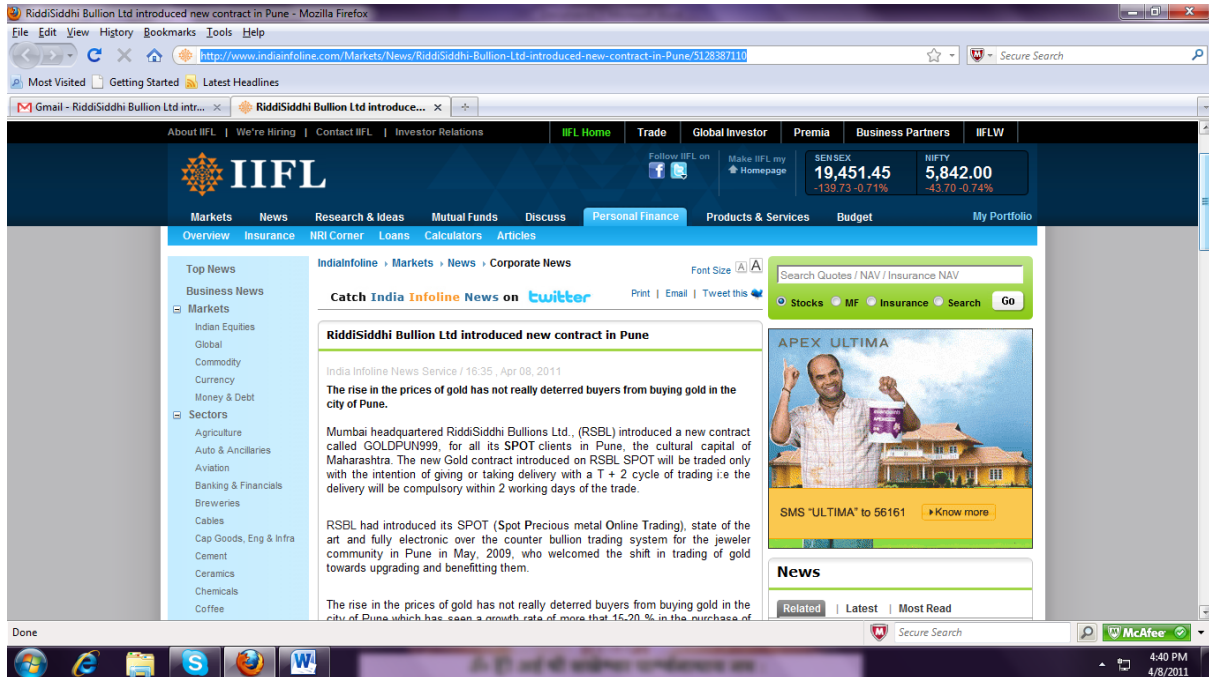 RiddiSiddhi Bullion Ltd introduced new contract in Pune - Mozilla Firefox
File Edit View History Bookmarks Tools Help
http://www.indiainfoline.com/Markets/News/RiddiSiddhi-Bullion-Ltd-introduced-new-contract-in-Pune/5128387110
Secure Search
Most Visited Getting Started Latest Headlines
Gmail - RiddiSiddhi Bullion Ltd intr... RiddiSiddhi Bullion Ltd introduce...
About IIFL | We're Hiring | Contact IIFL | Investor Relations IIFL Home Trade Global Investor Premia Business Partners IIFLW
IIFL
Follow IIFL on
Make IIFL my
Homepage
SENSEX
19,451.45
-139.73 -0.71%
NIFTY
5,842.00
-43.70 -0.74%
Markets News Research & Ideas Mutual Funds Discuss Personal Finance Products & Services Budget My Portfolio
Overview Insurance NRI Corner Loans Calculators Articles
Top News
Business News
Markets
Indian Equities
Global
Commodity
Currency
Money & Debt
Sectors
Agriculture
Auto & Ancillaries
Aviation
Banking & Financials
Breweries
Cables
Cap Goods, Eng & Infra
Cement
Ceramics
Chemicals
Coffee
IndiaInfoline Markets News Corporate News
Font Size A A
Catch India Infoline News on twitter
Print | Email | Tweet this
RiddiSiddhi Bullion Ltd introduced new contract in Pune
India Infoline News Service / 16:35 , Apr 08, 2011
The rise in the prices of gold has not really deterred buyers from buying gold in the
city of Pune.
Mumbai headquartered RiddiSiddhi Bullions Ltd., (RSBL) introduced a new contract
called GOLDPUN999, for all its SPOT clients in Pune, the cultural capital of
Maharashtra. The new Gold contract introduced on RSBL SPOT will be traded only
with the intention of giving or taking delivery with a T + 2 cycle of trading i:e the
delivery will be compulsory within 2 working days of the trade.
RSBL had introduced its SPOT (Spot Precious metal Online Trading), state of the
art and fully electronic over the counter bullion trading system for the jeweler
community in Pune in May, 2009, who welcomed the shift in trading of gold
towards upgrading and benefitting them.
The rise in the prices of gold has not really deterred buyers from buying gold in the
city of Pune which has seen a growth rate of more that 15-20 % in the purchase of
Search Quotes / NAV / Insurance NAV
Stocks MF Insurance Search Go
APEX ULTIMA
SMS "ULTIMA" to 56161 Know more
News
Related | Latest | Most Read
Done
Secure Search
McAfee
4:40 PM
4/8/2011